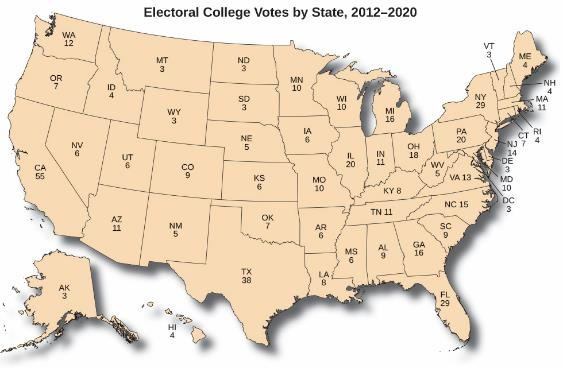 Electoral College Votes by State, 2012–2020
WA
12
OR
7
CA
55
NV
6
ID
4
MT
3
WY
3
UT
6
AZ
11
CO
9
NM
5
ND
3
SD
3
NE
5
KS
6
OK
7
TX
38
MN
10
IA
6
MO
10
AR
6
LA
8
WI
10
IL
20
MI
16
IN
11
OH
18
KY 8
TN 11
MS
6
AL
9
GA
16
FL
29
SC
9
NC 15
VA 13
WV
5
PA
20
NY
29
VT
3
ME
4
NH
4
MA
11
RI
4
CT 7
NJ
14
DE
3
MD
10
DC
3
AK
3
HI
4